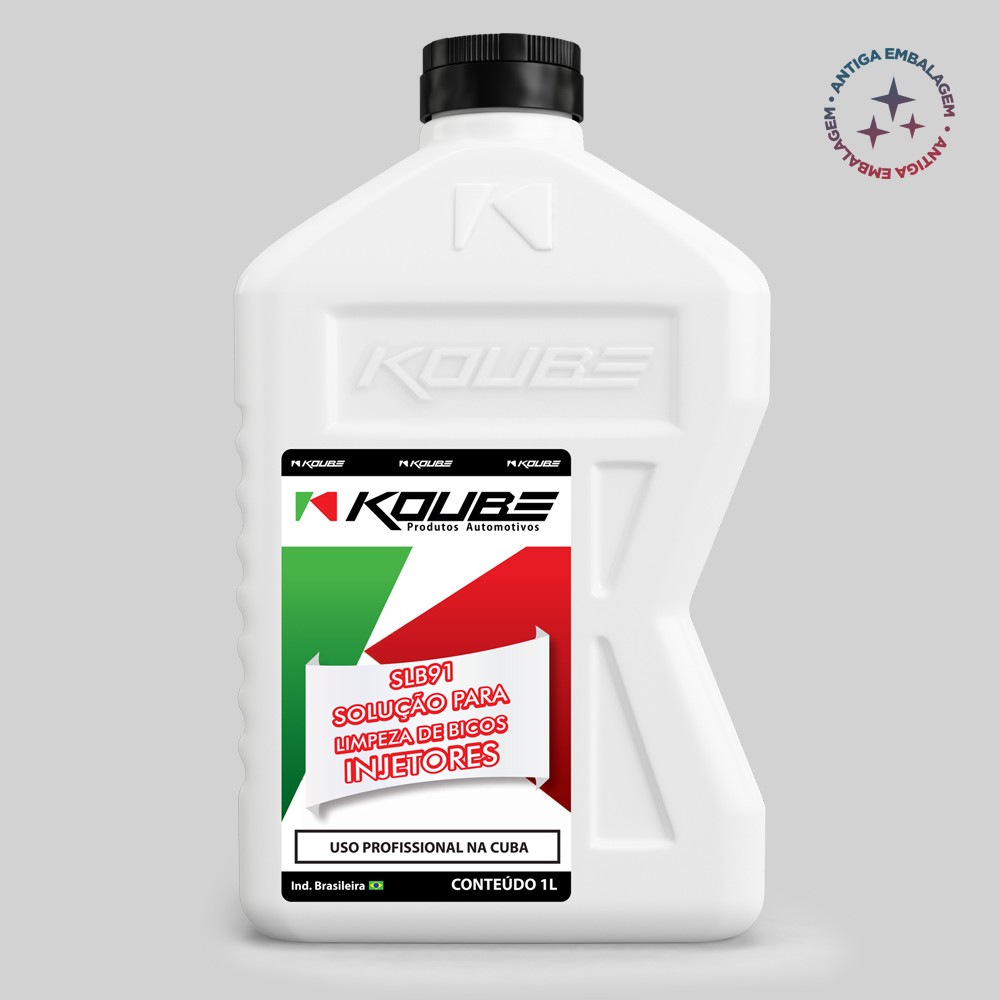 • ANTIGA EMBALAGEM • ANTIGA EMBALAGEM
KOUBE
KOUBE KOUBE KOUBE
KOUBE
Produtos Automotivos
SLB91
SOLUÇÃO PARA
LIMPEZA DE BICOS
INJETORES
USO PROFISSIONAL NA CUBA
Ind. Brasileira CONTEÚDO 1L